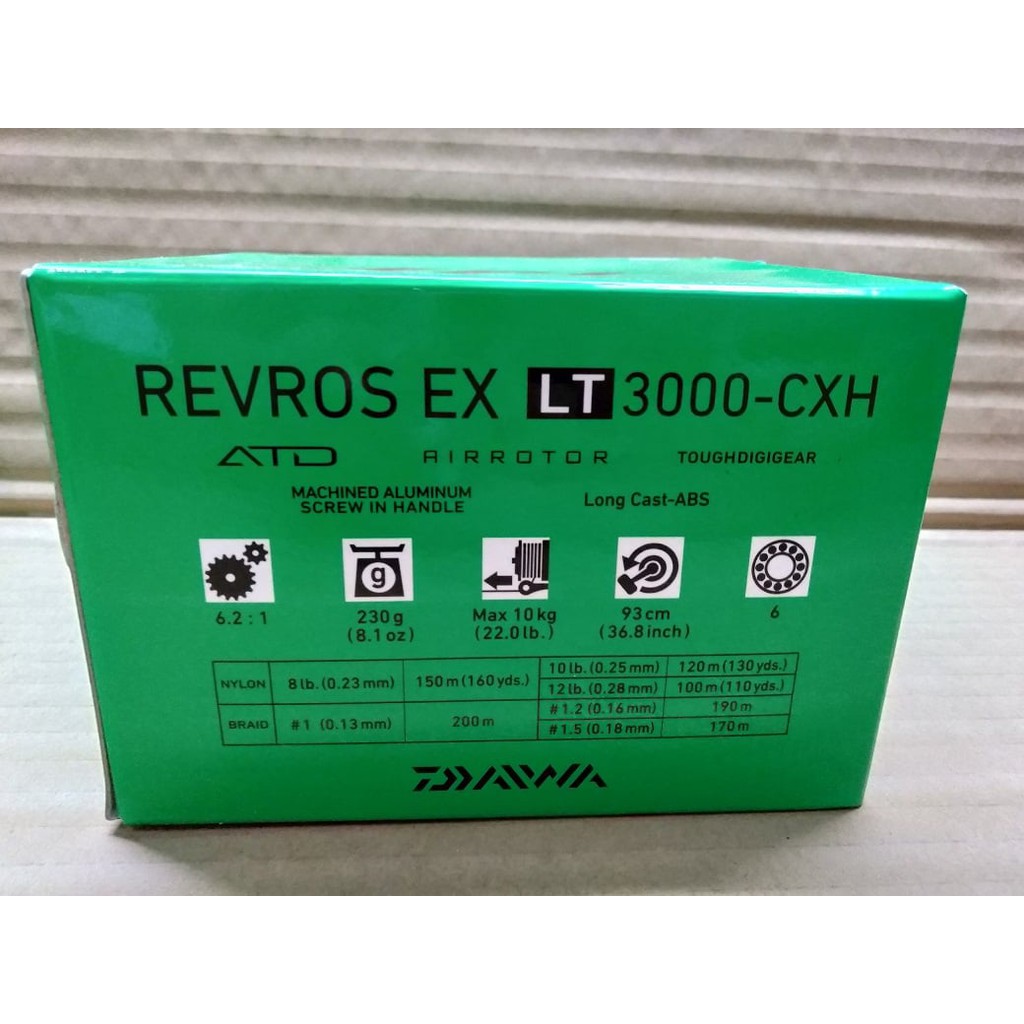 REVROS EX LT 3000-CXH
ATD AIRROTOR TOUGHDIGIGEAR
MACHINED ALUMINUM
SCREW IN HANDLE
Long Cast-ABS
g
6.2 : 1
230 g
(8.1 oz)
Max 10 kg
(22.0 lb.)
93 cm
(36.8 inch)
6
NYLON 8 lb. (0.23 mm) 150 m (160 yds.) 10 lb. (0.25 mm) 120 m (130 yds.)
12 lb. (0.28 mm) 100 m (110 yds.)
BRAID #1 (0.13 mm) 200 m #1.2 (0.16 mm) 190 m
#1.5 (0.18 mm) 170 m
DAIWA